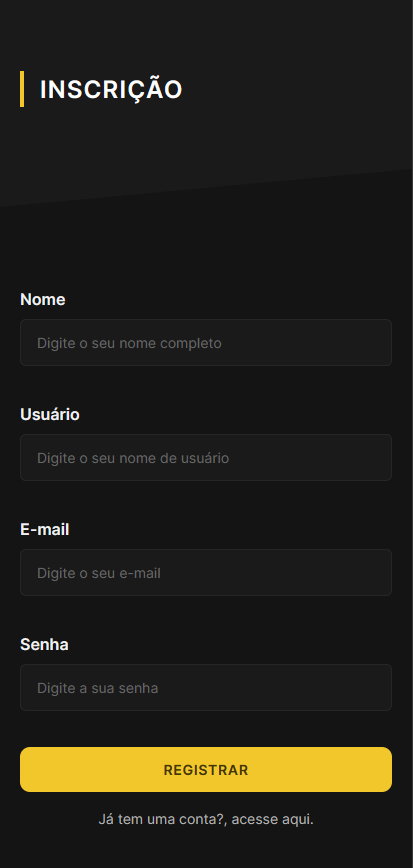 INSCRIÇÃO
Nome
Digite o seu nome completo
Usuário
Digite o seu nome de usuário
E-mail
Digite o seu e-mail
Senha
Digite a sua senha
REGISTRAR
Já tem uma conta?, acesse aqui.